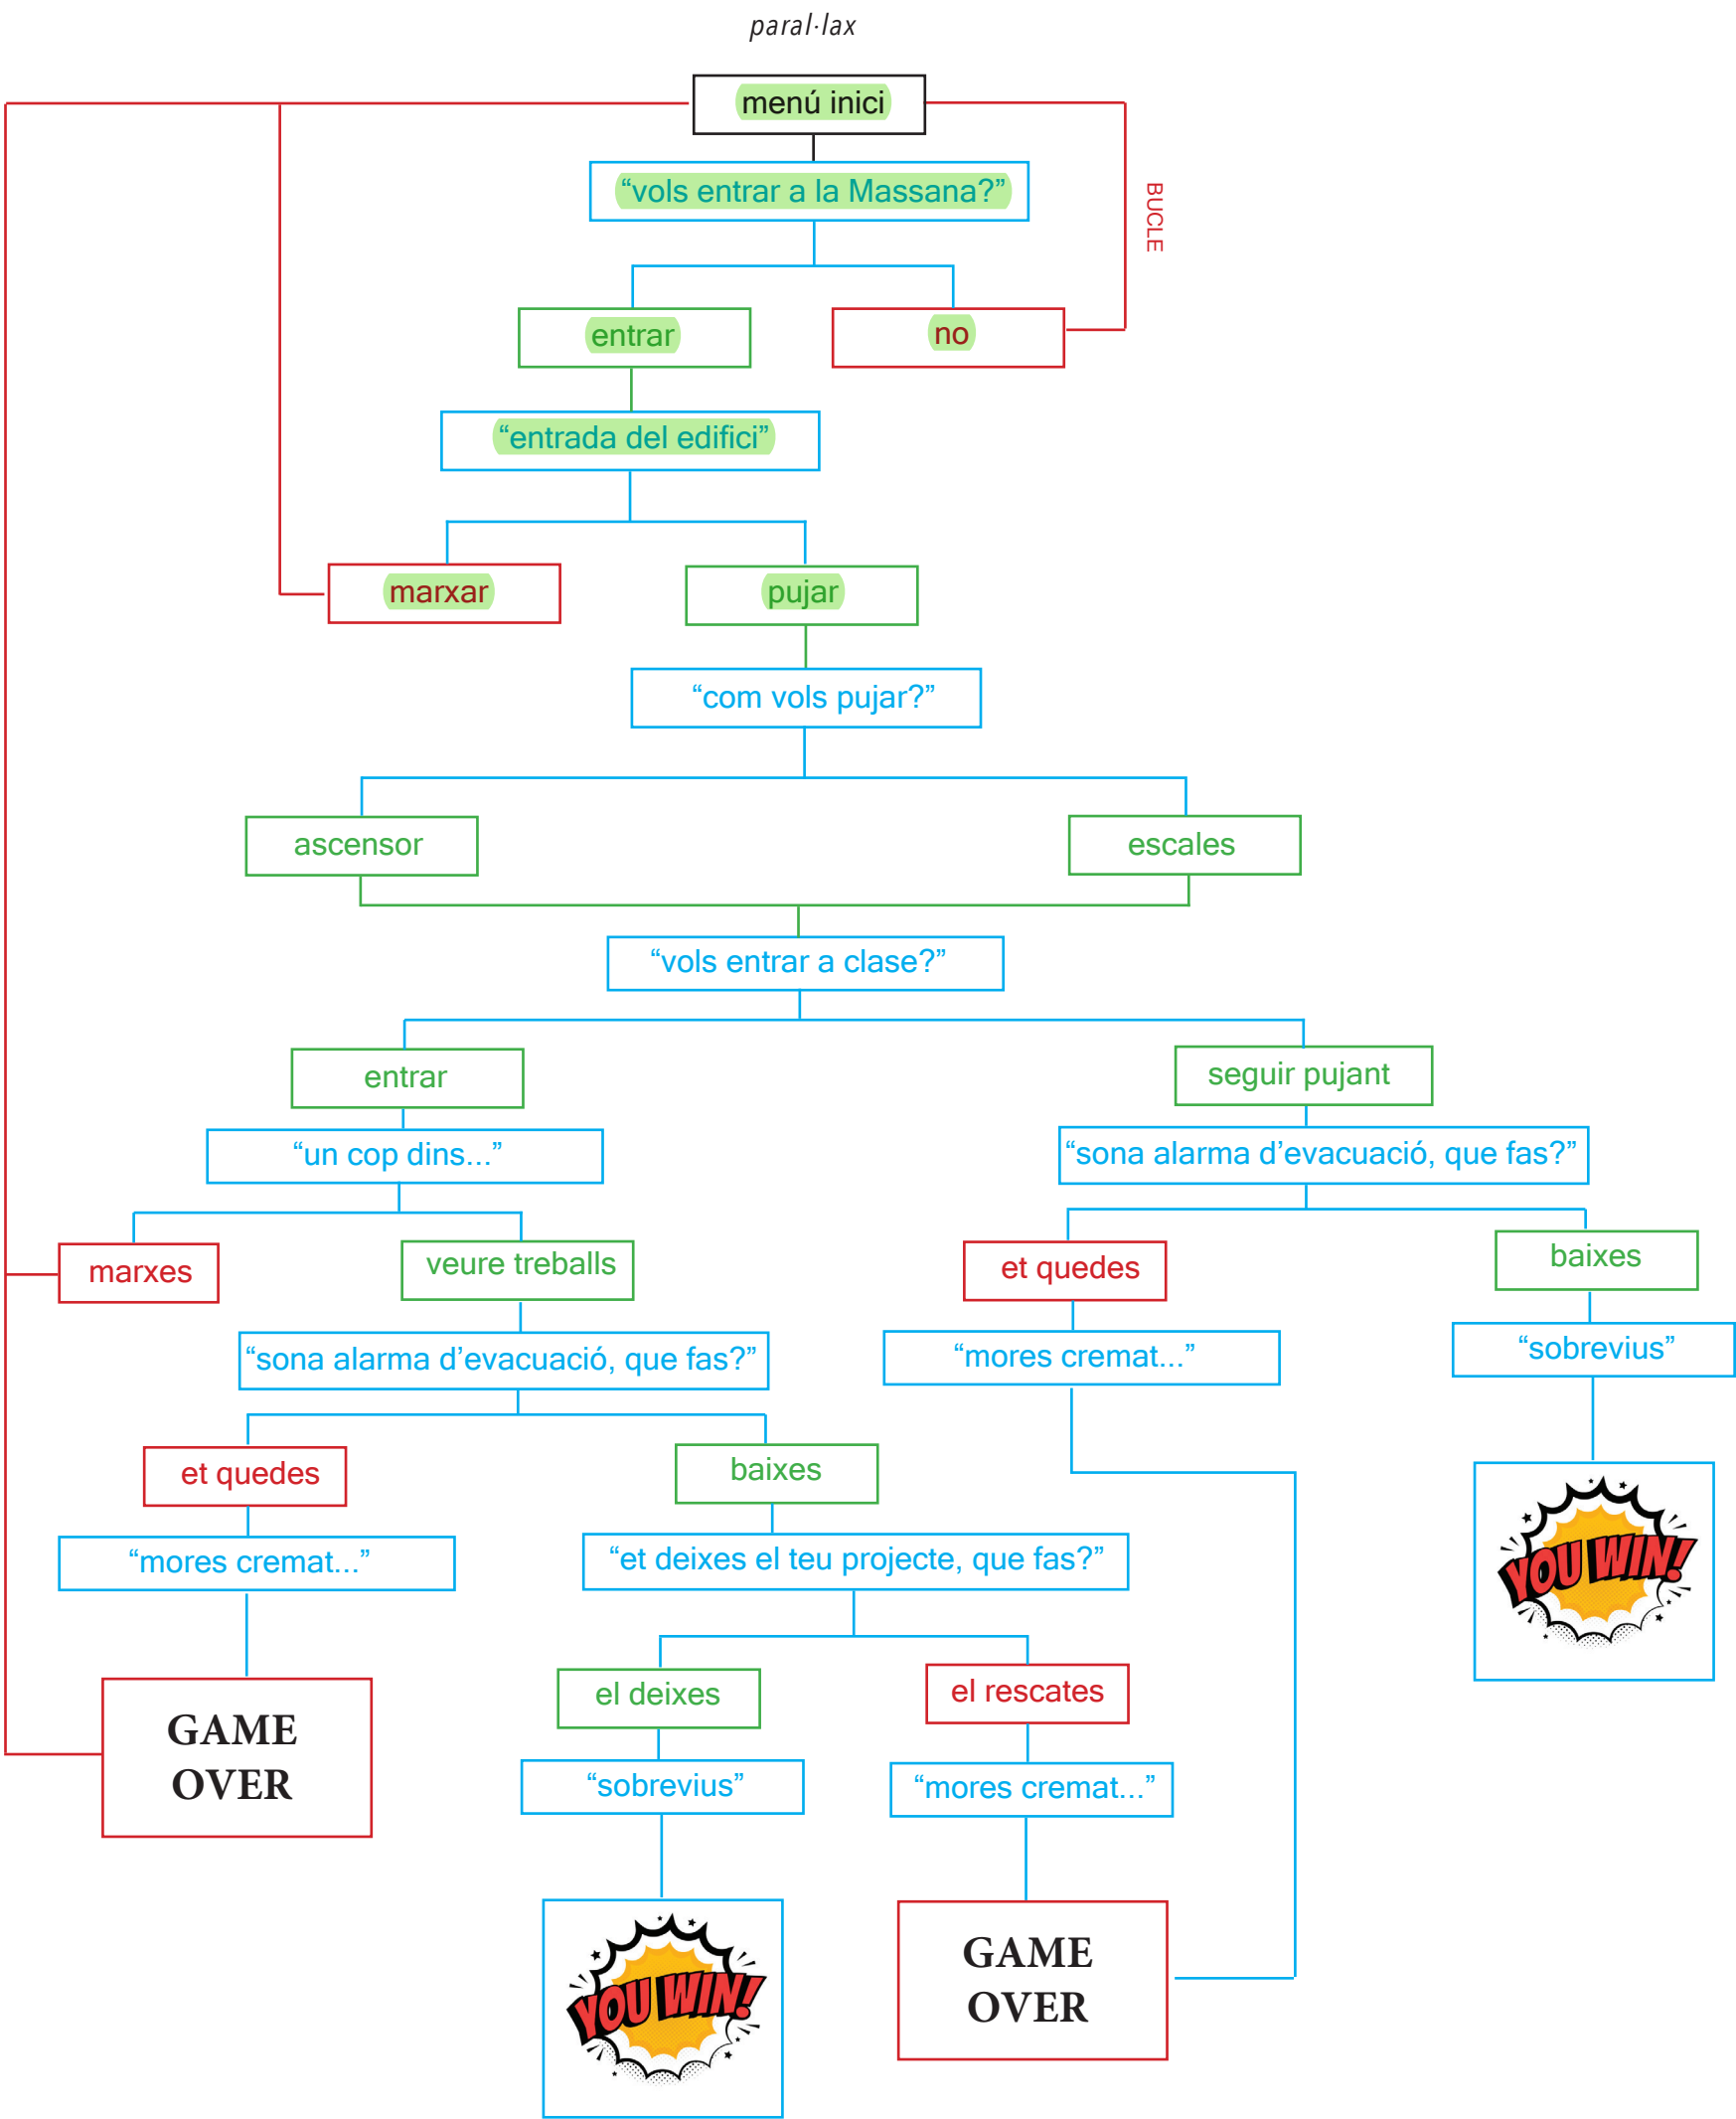 paral·lax
menú inici
“vols entrar a la Massana?”
BUCLE
entrar
no
“entrada del edifici”
marxar
pujar
“com vols pujar?”
ascensor
escales
“vols entrar a clase?”
entrar
seguir pujant
“un cop dins...”
“sona alarma d’evacuació, que fas?”
marxes
veure treballs
et quedes
baixes
“sona alarma d’evacuació, que fas?”
“mores cremat...”
“sobrevius”
et quedes
baixes
“mores cremat...”
“et deixes el teu projecte, que fas?”
YOU WIN!
el deixes
el rescates
GAME
OVER
“sobrevius”
“mores cremat...”
YOU WIN!
GAME
OVER